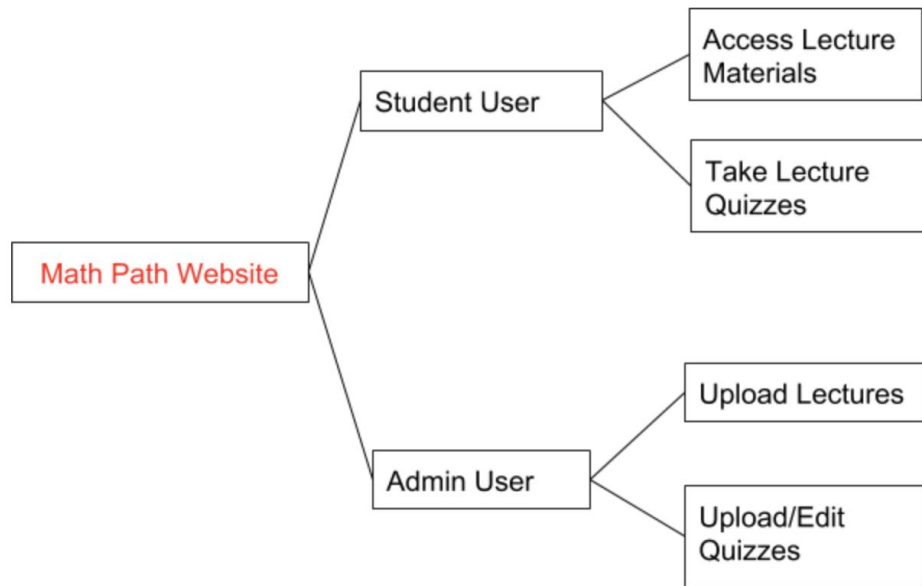 Access Lecture
Materials
Student User
Take Lecture
Quizzes
Math Path Website
Upload Lectures
Admin User
Upload/Edit
Quizzes